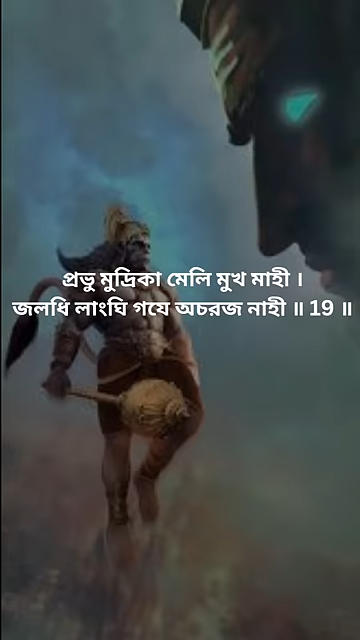 প্রভু মুদ্রিকা মেলি মুখ মাহী ।
জলধি লাংঘি গযে অচরজ নাহী ॥ 19 ॥